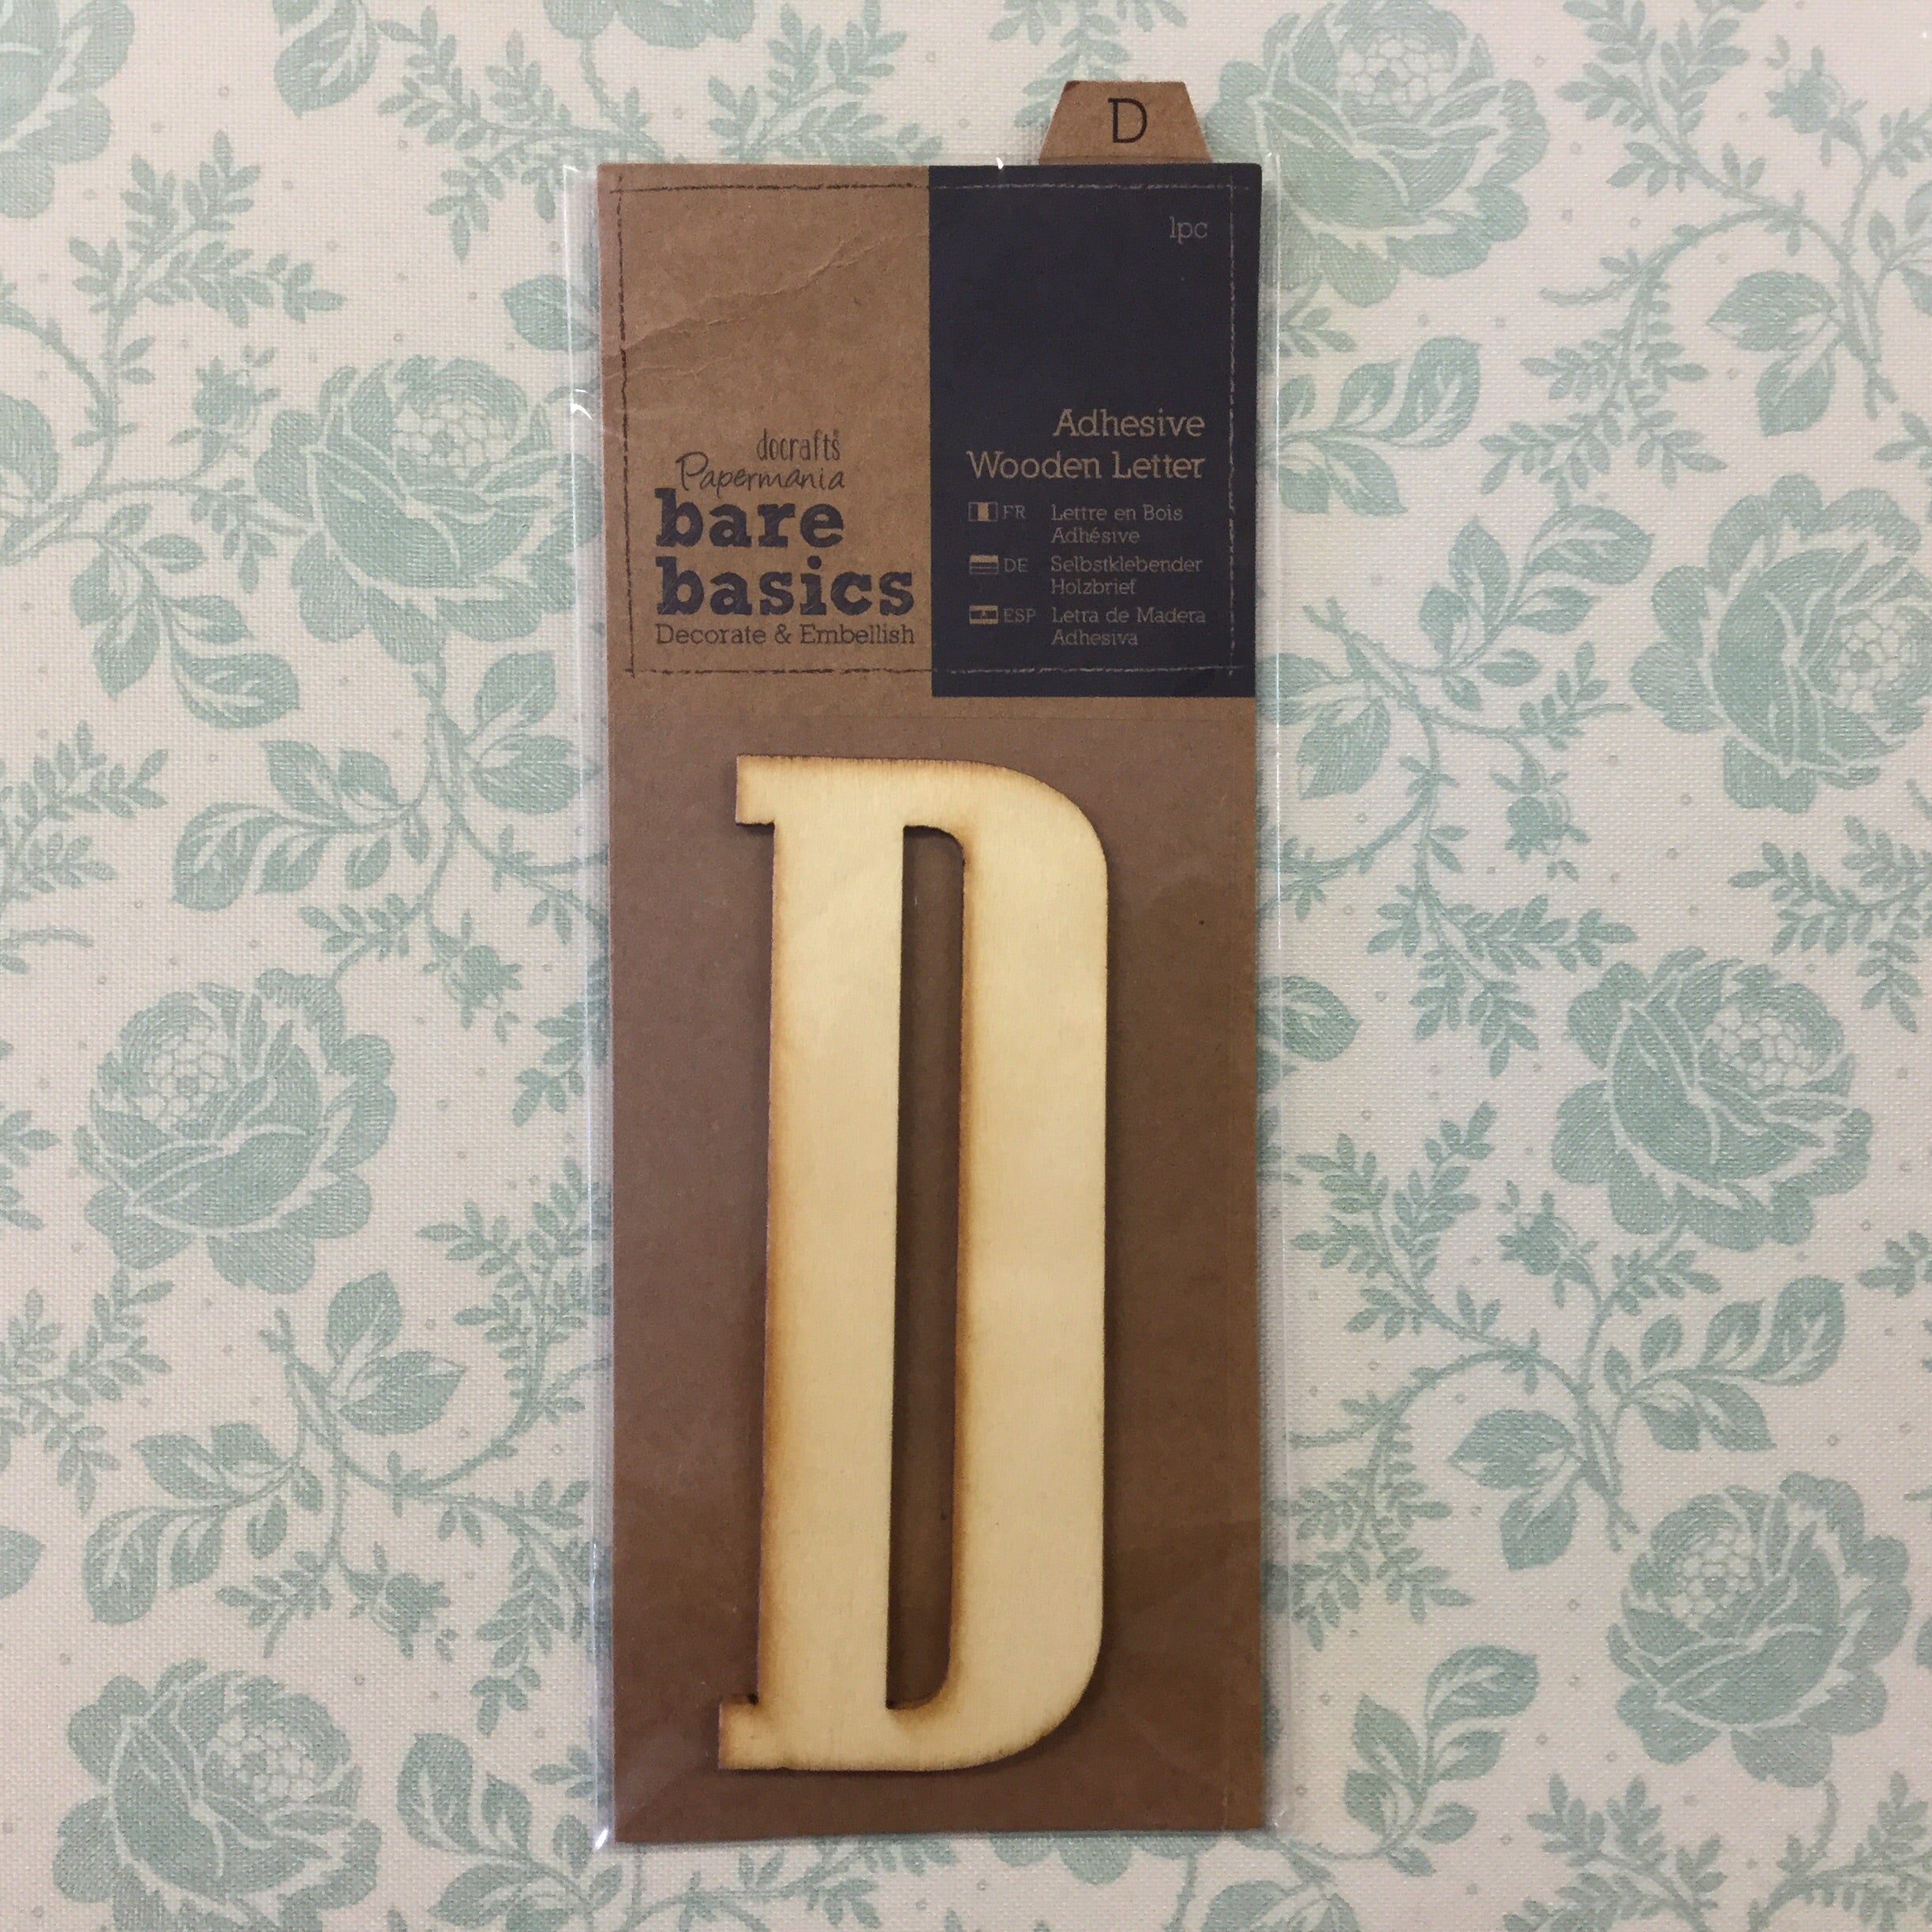 D
1pc
docrafts®
Papermania
bare
basics
Decorate & Embellish
Adhesive
Wooden Letter
FR Lettre en Bois
Adhésive
DE Selbstklebender
Holzbrief
ESP Letra de Madera
Adhesiva
D